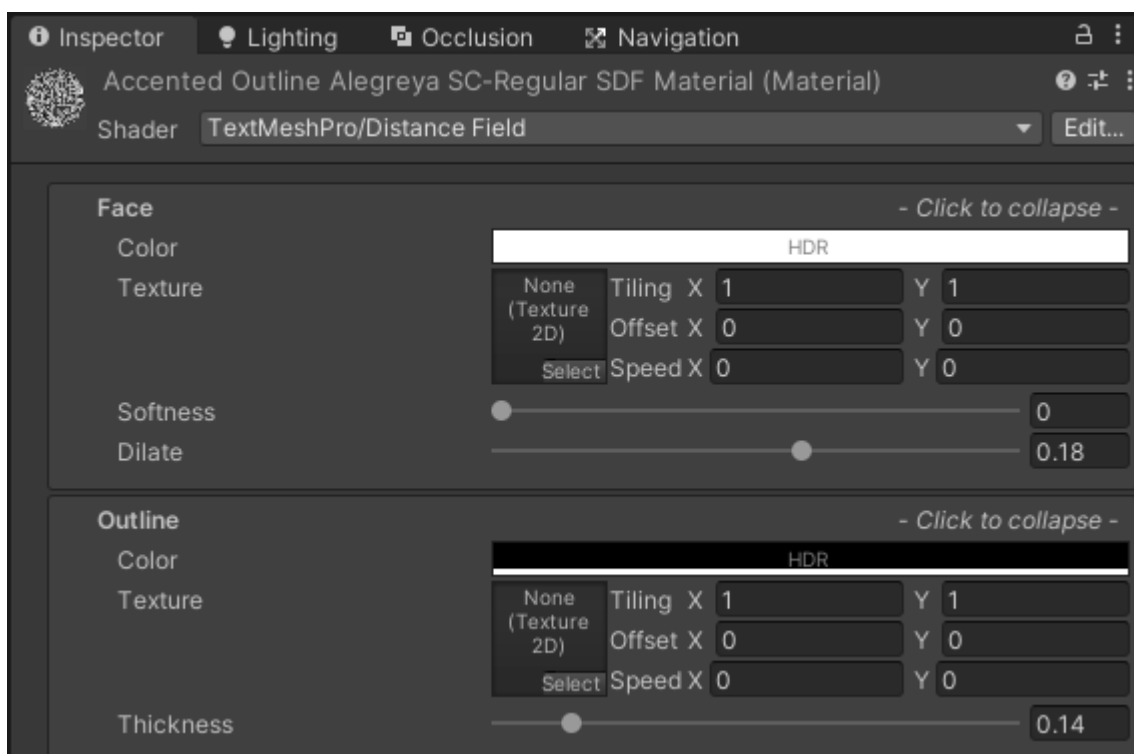 Inspector Lighting Occlusion Navigation
Accented Outline Alegreya SC-Regular SDF Material (Material)
Shader TextMeshPro/Distance Field Edit...
Face - Click to collapse -
Color HDR
Texture None (Texture 2D) Select
Tiling X 1 Y 1
Offset X 0 Y 0
Speed X 0 Y 0
Softness 0
Dilate 0.18
Outline - Click to collapse -
Color HDR
Texture None (Texture 2D) Select
Tiling X 1 Y 1
Offset X 0 Y 0
Speed X 0 Y 0
Thickness 0.14